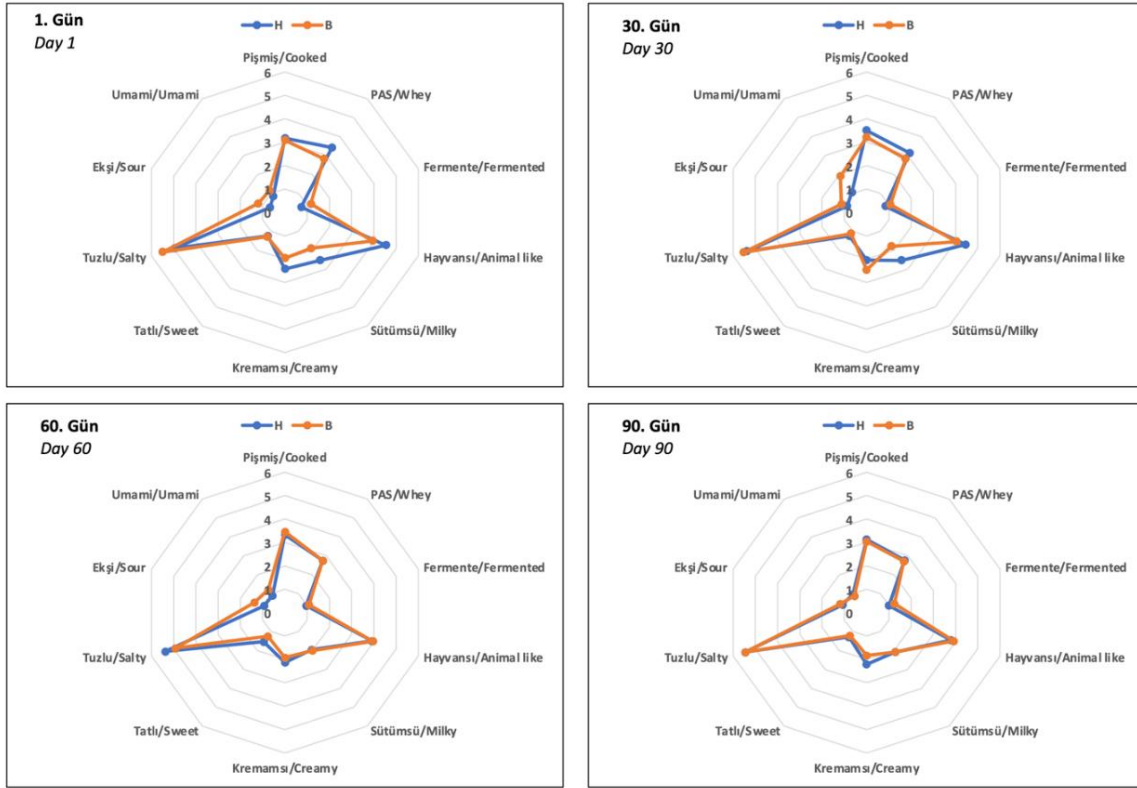 1. Gün
Day 1
H B
Pişmiş/Cooked
PAS/Whey
Fermente/Fermented
Hayvansı/Animal like
Sütümsü/Milky
Kremamsı/Creamy
Tatlı/Sweet
Tuzlu/Salty
Ekşi/Sour
Umami/Umami
6
5
4
3
2
1
0
30. Gün
Day 30
H B
Pişmiş/Cooked
PAS/Whey
Fermente/Fermented
Hayvansı/Animal like
Sütümsü/Milky
Kremamsı/Creamy
Tatlı/Sweet
Tuzlu/Salty
Ekşi/Sour
Umami/Umami
6
5
4
3
2
1
0
60. Gün
Day 60
H B
Pişmiş/Cooked
PAS/Whey
Fermente/Fermented
Hayvansı/Animal like
Sütümsü/Milky
Kremamsı/Creamy
Tatlı/Sweet
Tuzlu/Salty
Ekşi/Sour
Umami/Umami
6
5
4
3
2
1
0
90. Gün
Day 90
H B
Pişmiş/Cooked
PAS/Whey
Fermente/Fermented
Hayvansı/Animal like
Sütümsü/Milky
Kremamsı/Creamy
Tatlı/Sweet
Tuzlu/Salty
Ekşi/Sour
Umami/Umami
6
5
4
3
2
1
0